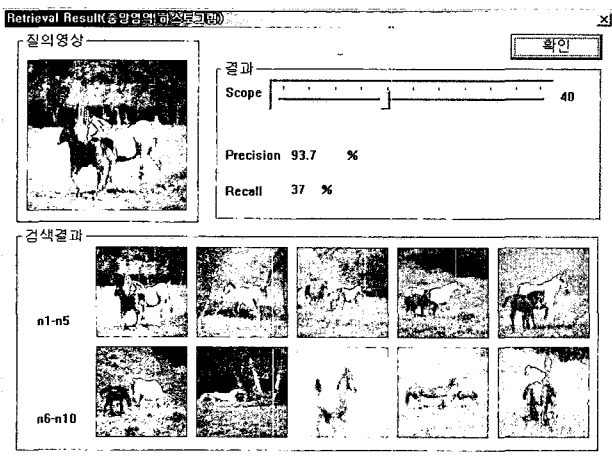 Retrieval Result(중앙영역 히스토그램)
질의영상
확인
결과
Scope
40
Precision 93.7 %
Recall 37 %
검색결과
n1-n5
n6-n10